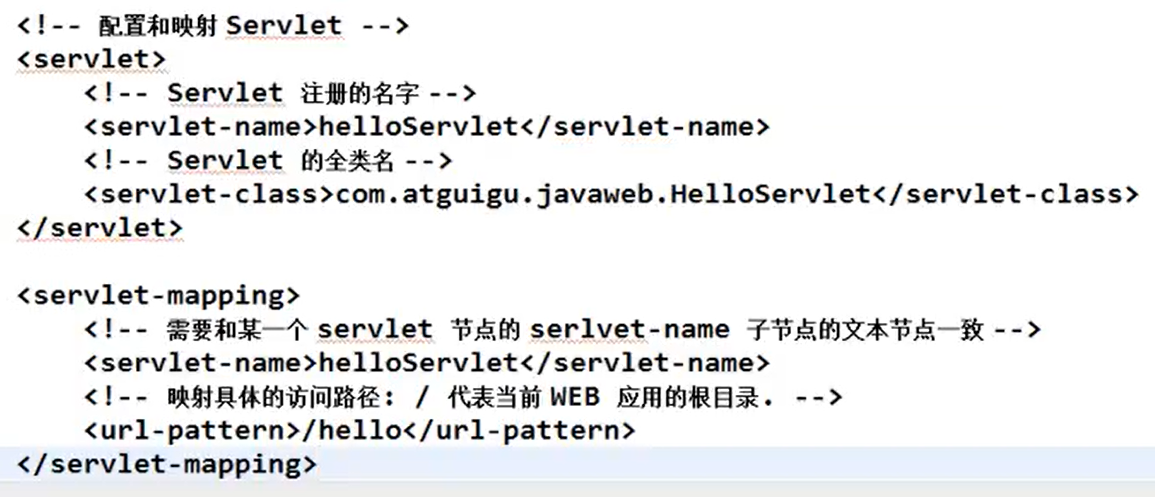 <!-- 配置和映射 Servlet -->
<servlet>
<!-- Servlet 注册的名字 -->
<servlet-name>helloServlet</servlet-name>
<!-- Servlet 的全类名 -->
<servlet-class>com.atguigu.javaweb.HelloServlet</servlet-class>
</servlet>
<servlet-mapping>
<!-- 需要和某一个 servlet 节点的 serlvet-name 子节点的文本节点一致 -->
<servlet-name>helloServlet</servlet-name>
<!-- 映射具体的访问路径: / 代表当前 WEB 应用的根目录. -->
<url-pattern>/hello</url-pattern>
</servlet-mapping>